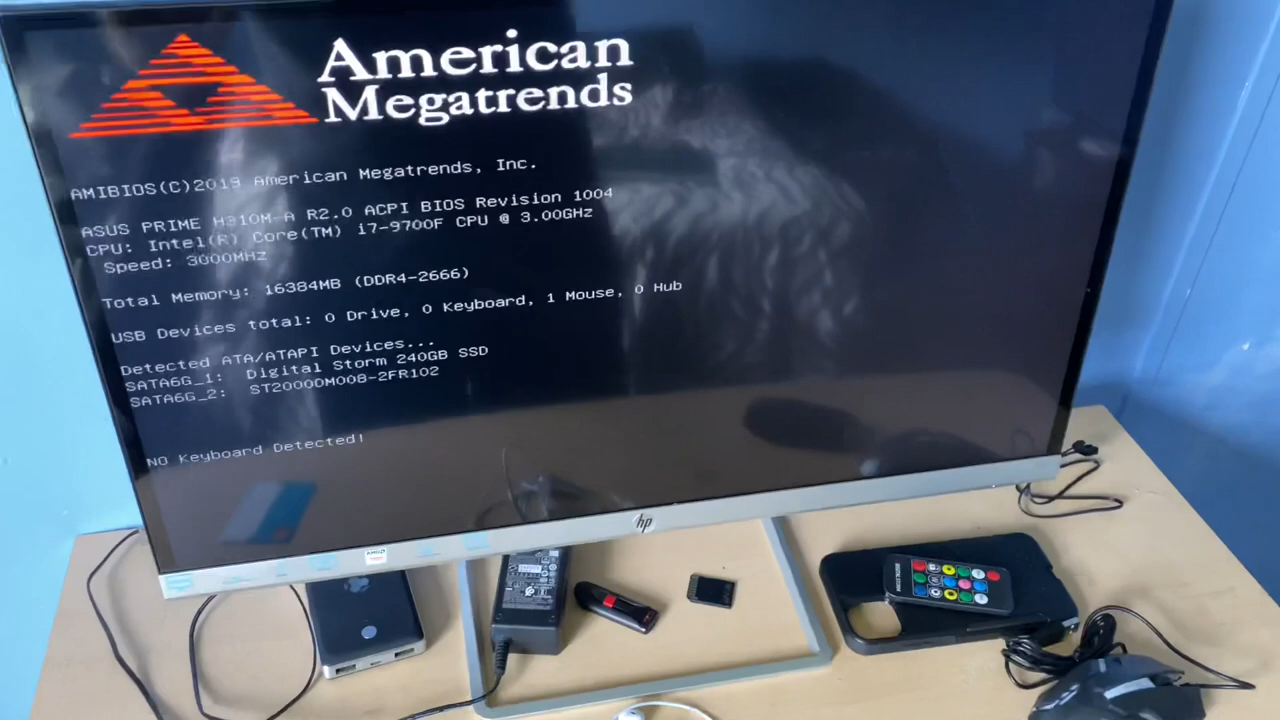 American
Megatrends
AMIBIOS(C)2019 American Megatrends, Inc.
ASUS PRIME H310M-A R2.0 ACPI BIOS Revision 1004
CPU: Intel(R) Core(TM) i7-9700F CPU @ 3.00GHz
Speed: 3000MHz
Total Memory: 16384MB (DDR4-2666)
USB Devices total: 0 Drive, 0 Keyboard, 1 Mouse, 0 Hub
Detected ATA/ATAPI Devices...
SATA6G_1: Digital Storm 240GB SSD
SATA6G_2: ST2000DM008-2FR102
NO Keyboard Detected!
hp